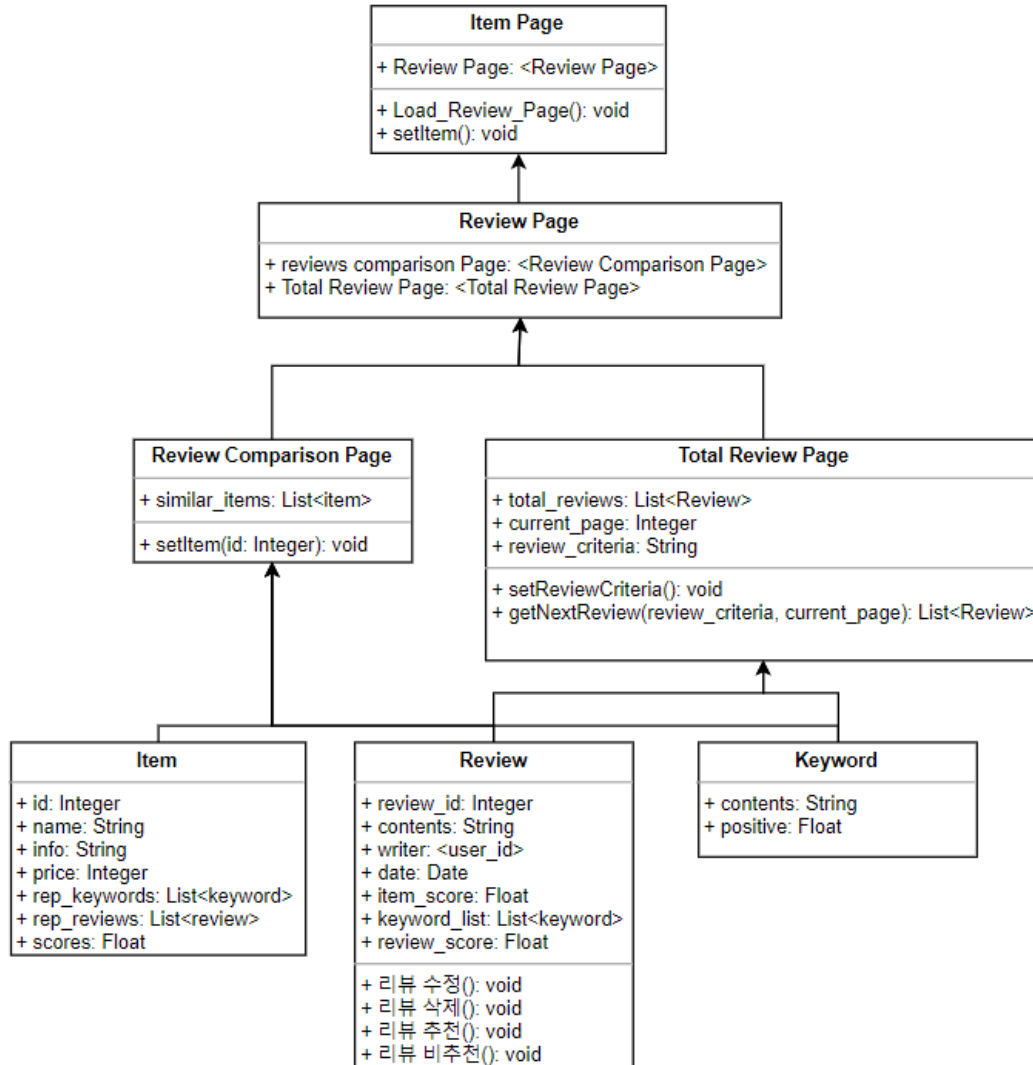 Item Page
+ Review Page: <Review Page>
+ Load_Review_Page(): void
+ setItem(): void
Review Page
+ reviews comparison Page: <Review Comparison Page>
+ Total Review Page: <Total Review Page>
Review Comparison Page
+ similar_items: List<item>
+ setItem(id: Integer): void
Total Review Page
+ total_reviews: List<Review>
+ current_page: Integer
+ review_criteria: String
+ setReviewCriteria(): void
+ getNextReview(review_criteria, current_page): List<Review>
Item
+ id: Integer
+ name: String
+ info: String
+ price: Integer
+ rep_keywords: List<keyword>
+ rep_reviews: List<review>
+ scores: Float
Review
+ review_id: Integer
+ contents: String
+ writer: <user_id>
+ date: Date
+ item_score: Float
+ keyword_list: List<keyword>
+ review_score: Float
+ 리뷰 수정(): void
+ 리뷰 삭제(): void
+ 리뷰 추천(): void
+ 리뷰 비추천(): void
Keyword
+ contents: String
+ positive: Float